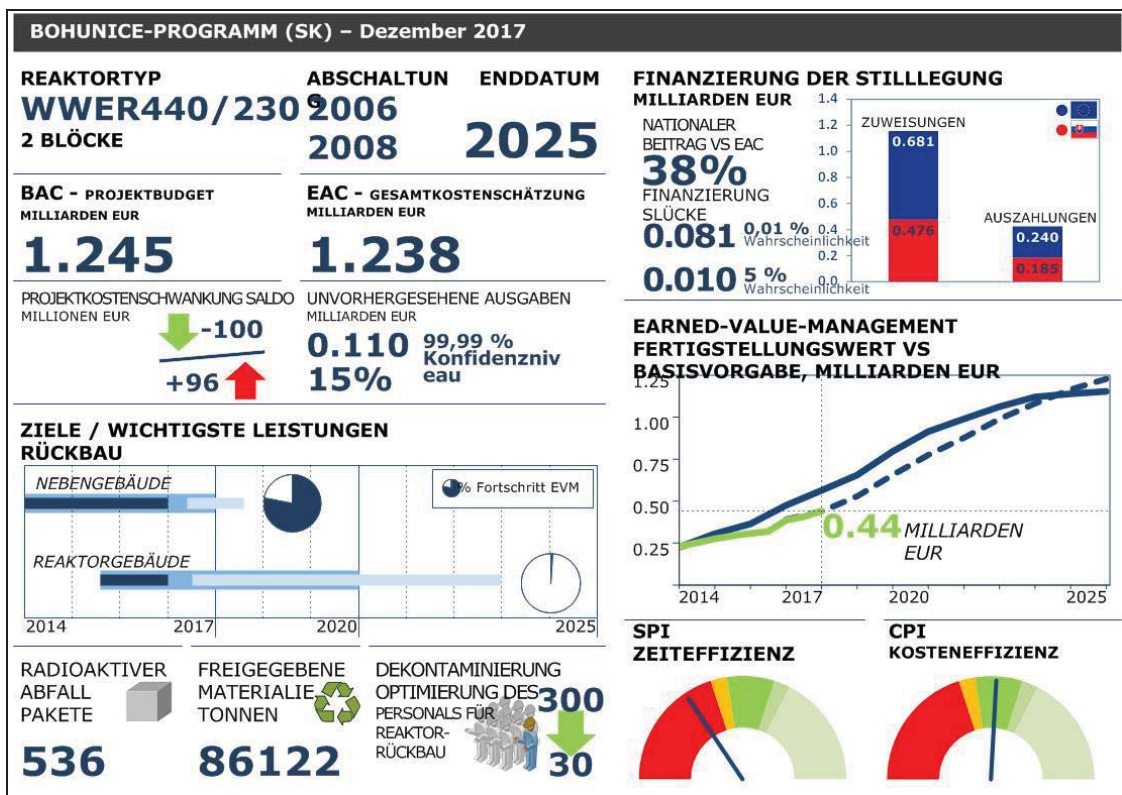 BOHUNICE-PROGRAMM (SK) – Dezember 2017
REAKTORTYP
WWER440/230
2 BLÖCKE
ABSCHALTUN
G
2006
2008
ENDDATUM
2025
BAC - PROJEKTBUDGET
MILLIARDEN EUR
1.245
EAC - GESAMTKOSTENSCHÄTZUNG
MILLIARDEN EUR
1.238
PROJEKTKOSTENSCHWANKUNG SALDO
MILLIONEN EUR
-100
+96
UNVORHERGESEHENE AUSGABEN
MILLIARDEN EUR
0.110
15%
99,99 %
Konfidenzniv
eau
ZIELE / WICHTIGSTE LEISTUNGEN
RÜCKBAU
NEBENGEBÄUDE
% Fortschritt EVM
REAKTORGEBÄUDE
2014 2017 2020 2025
RADIOAKTIVER
ABFALL
PAKETE
536
FREIGEGEBENE
MATERIALIE
TONNEN
86122
DEKONTAMINIERUNG
OPTIMIERUNG DES
PERSONALS FÜR
REAKTOR-
RÜCKBAU
300
30
FINANZIERUNG DER STILLLEGUNG
MILLIARDEN EUR
NATIONALER
BEITRAG VS EAC
38%
FINANZIERUNG
SLÜCKE
0.081 0,01 %
Wahrscheinlichkeit
0.010 5 %
Wahrscheinlichkeit
1.4
1.2
1.0
0.8
0.6
0.4
0.2
0.0
ZUWEISUNGEN
0.681
0.476
AUSZAHLUNGEN
0.240
0.185
EARNED-VALUE-MANAGEMENT
FERTIGSTELLUNGSWERT VS
BASISVORGABE, MILLIARDEN EUR
1.25
1.00
0.75
0.50
0.25
0.44 MILLIARDEN
EUR
2014 2017 2020 2025
SPI
ZEITEFFIZIENZ
CPI
KOSTENEFFIZIENZ